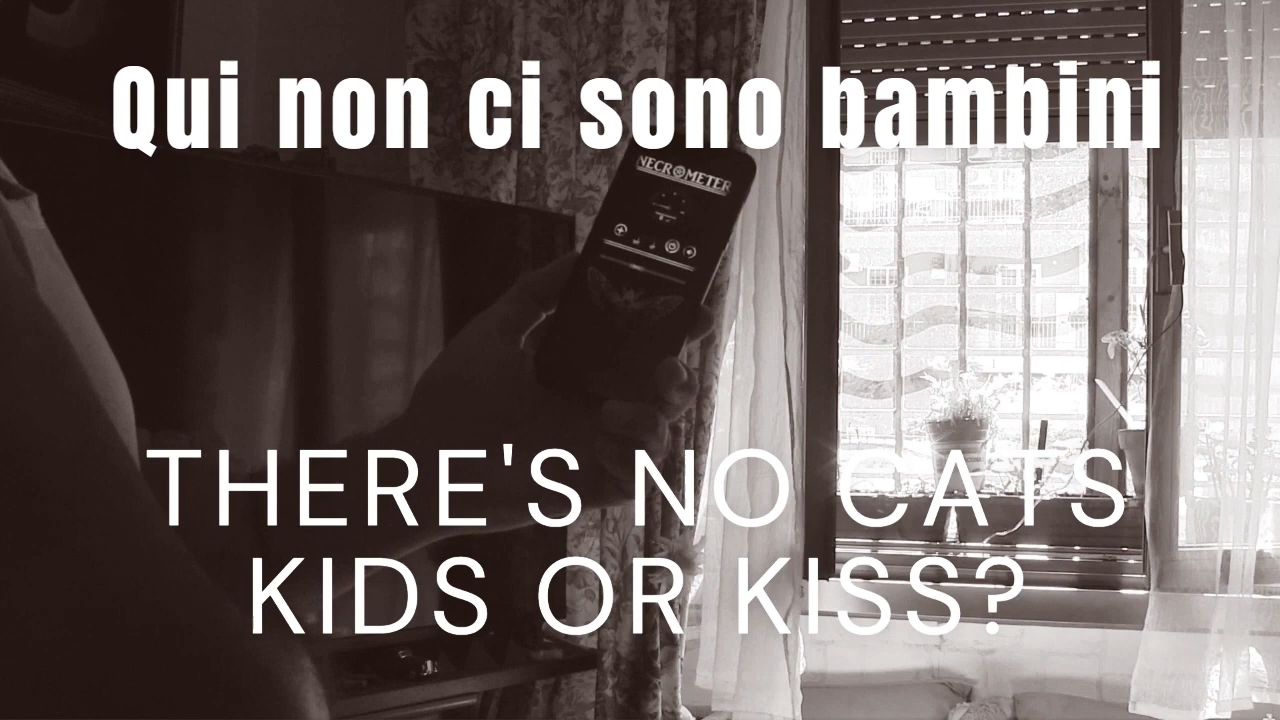 Qui non ci sono bambini
NECROMETER
THERE'S NO CATS
KIDS OR KISS?